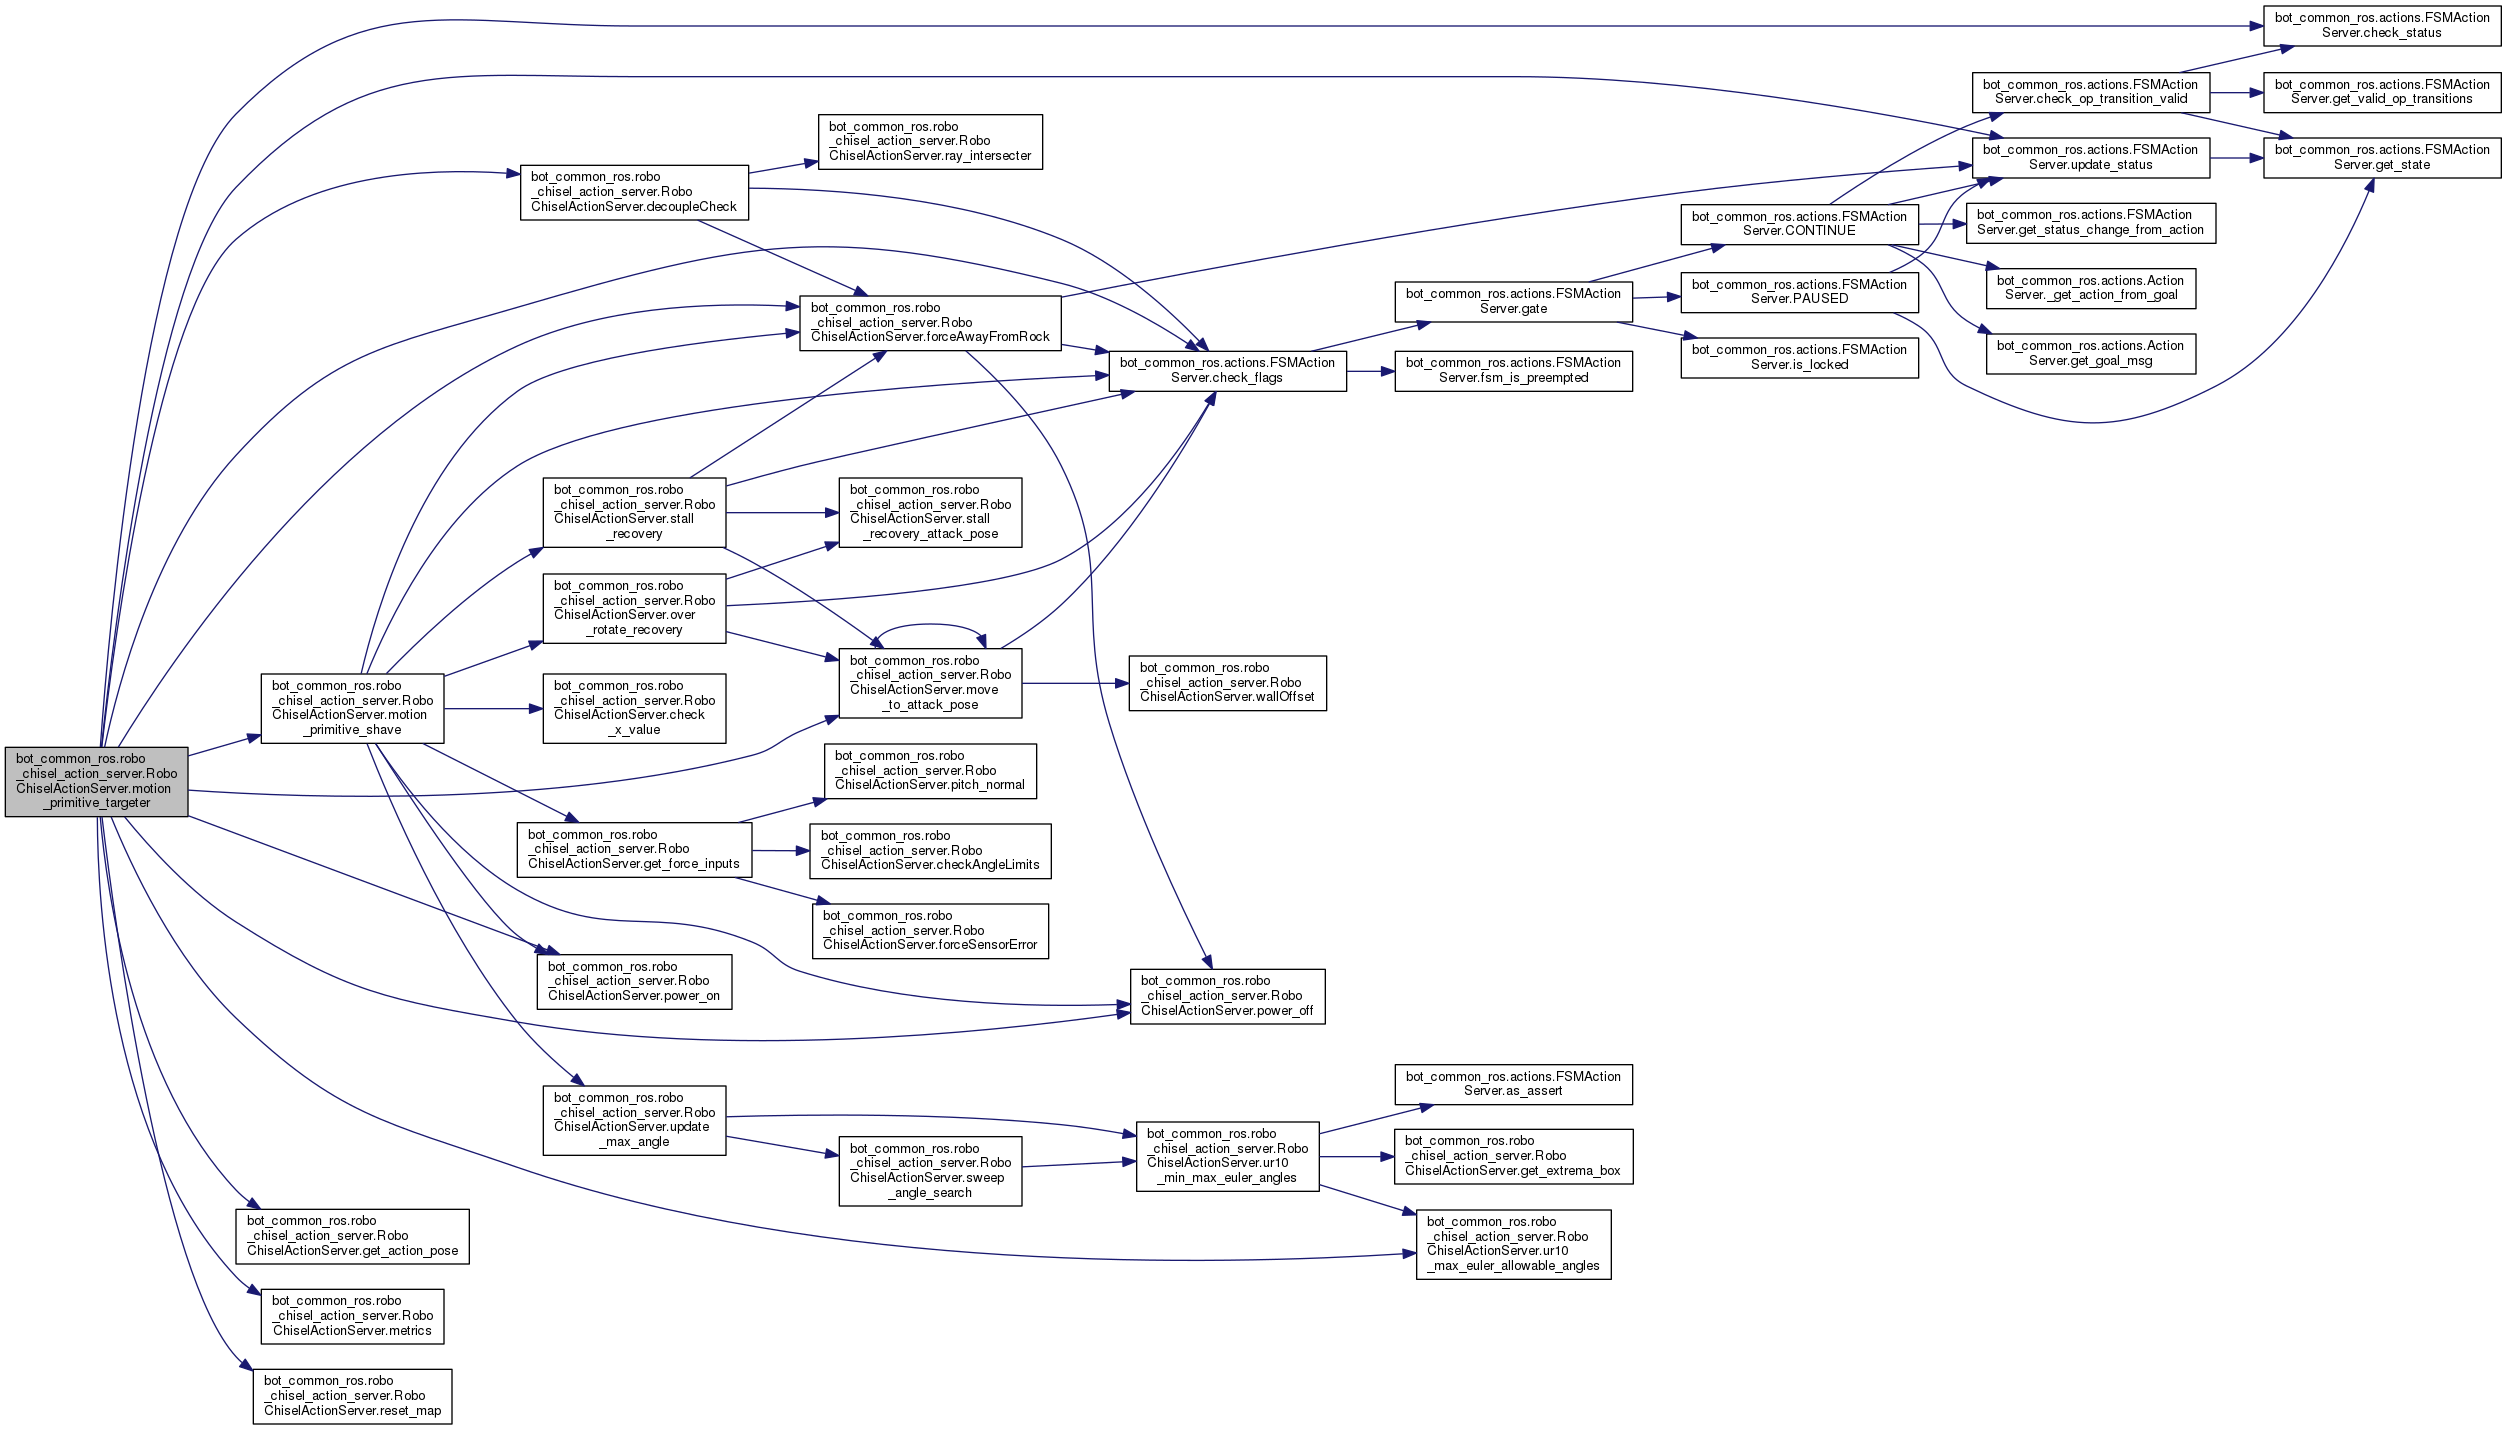 bot_common_ros.robo
_chisel_action_server.Robo
ChiselActionServer.motion
_primitive_targeter
bot_common_ros.actions.FSMAction
Server.check_status
bot_common_ros.actions.FSMAction
Server.update_status
bot_common_ros.actions.FSMAction
Server.get_state
bot_common_ros.actions.FSMAction
Server.check_op_transition_valid
bot_common_ros.actions.FSMAction
Server.get_valid_op_transitions
bot_common_ros.robo
_chisel_action_server.Robo
ChiselActionServer.decoupleCheck
bot_common_ros.robo
_chisel_action_server.Robo
ChiselActionServer.ray_intersecter
bot_common_ros.robo
_chisel_action_server.Robo
ChiselActionServer.forceAwayFromRock
bot_common_ros.actions.FSMAction
Server.check_flags
bot_common_ros.actions.FSMAction
Server.gate
bot_common_ros.actions.FSMAction
Server.fsm_is_preempted
bot_common_ros.actions.FSMAction
Server.CONTINUE
bot_common_ros.actions.FSMAction
Server.PAUSED
bot_common_ros.actions.FSMAction
Server.is_locked
bot_common_ros.actions.FSMAction
Server.get_status_change_from_action
bot_common_ros.actions.Action
Server._get_action_from_goal
bot_common_ros.actions.Action
Server.get_goal_msg
bot_common_ros.robo
_chisel_action_server.Robo
ChiselActionServer.motion
_primitive_shave
bot_common_ros.robo
_chisel_action_server.Robo
ChiselActionServer.stall
_recovery
bot_common_ros.robo
_chisel_action_server.Robo
ChiselActionServer.stall
_recovery_attack_pose
bot_common_ros.robo
_chisel_action_server.Robo
ChiselActionServer.over
_rotate_recovery
bot_common_ros.robo
_chisel_action_server.Robo
ChiselActionServer.move
_to_attack_pose
bot_common_ros.robo
_chisel_action_server.Robo
ChiselActionServer.wallOffset
bot_common_ros.robo
_chisel_action_server.Robo
ChiselActionServer.check
_x_value
bot_common_ros.robo
_chisel_action_server.Robo
ChiselActionServer.get_force_inputs
bot_common_ros.robo
_chisel_action_server.Robo
ChiselActionServer.pitch_normal
bot_common_ros.robo
_chisel_action_server.Robo
ChiselActionServer.checkAngleLimits
bot_common_ros.robo
_chisel_action_server.Robo
ChiselActionServer.forceSensorError
bot_common_ros.robo
_chisel_action_server.Robo
ChiselActionServer.power_on
bot_common_ros.robo
_chisel_action_server.Robo
ChiselActionServer.power_off
bot_common_ros.robo
_chisel_action_server.Robo
ChiselActionServer.update
_max_angle
bot_common_ros.robo
_chisel_action_server.Robo
ChiselActionServer.sweep
_angle_search
bot_common_ros.robo
_chisel_action_server.Robo
ChiselActionServer.ur10
_min_max_euler_angles
bot_common_ros.actions.FSMAction
Server.as_assert
bot_common_ros.robo
_chisel_action_server.Robo
ChiselActionServer.get_extrema_box
bot_common_ros.robo
_chisel_action_server.Robo
ChiselActionServer.ur10
_max_euler_allowable_angles
bot_common_ros.robo
_chisel_action_server.Robo
ChiselActionServer.get_action_pose
bot_common_ros.robo
_chisel_action_server.Robo
ChiselActionServer.metrics
bot_common_ros.robo
_chisel_action_server.Robo
ChiselActionServer.reset_map